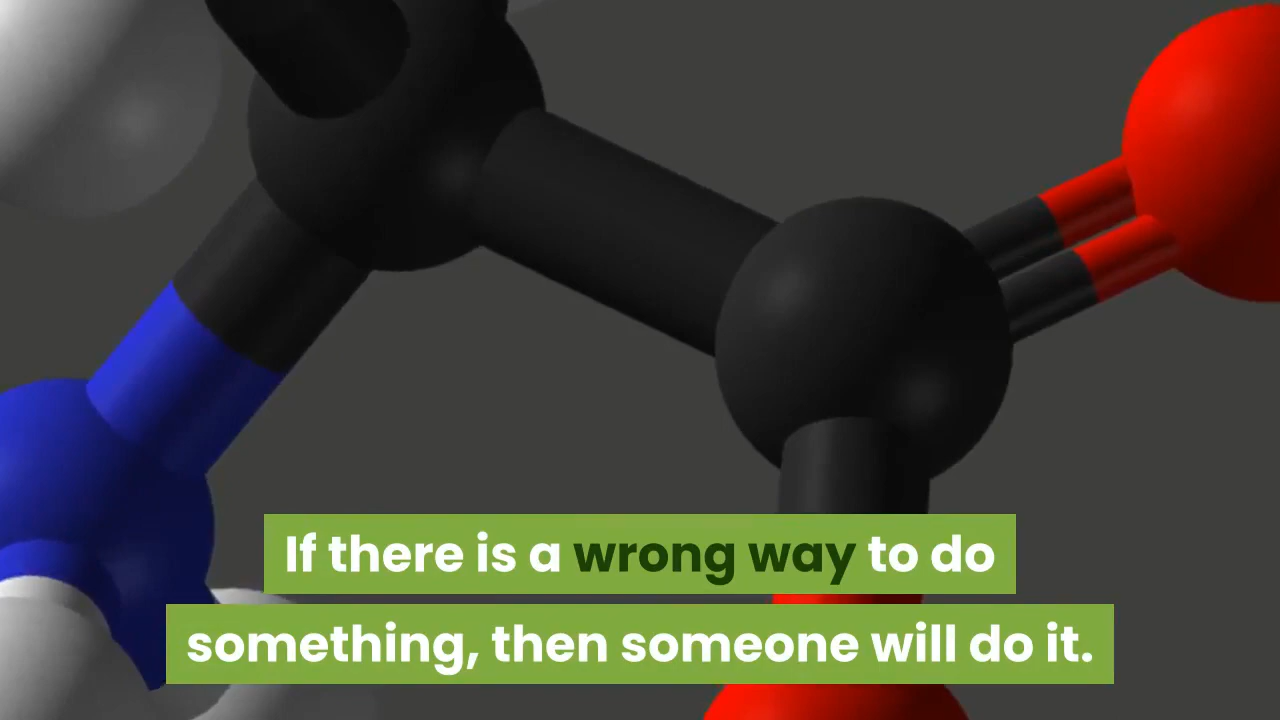 If there is a wrong way to do
something, then someone will do it.